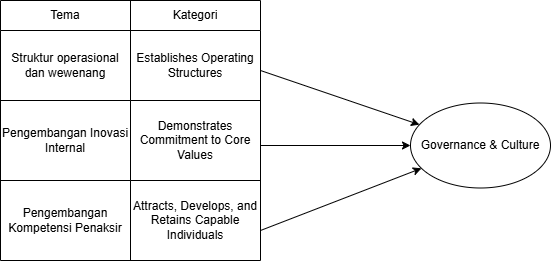 Tema
Kategori
Struktur operasional
dan wewenang
Establishes Operating
Structures
Pengembangan Inovasi
Internal
Demonstrates
Commitment to Core
Values
Pengembangan
Kompetensi Penaksir
Attracts, Develops, and
Retains Capable
Individuals
Governance & Culture